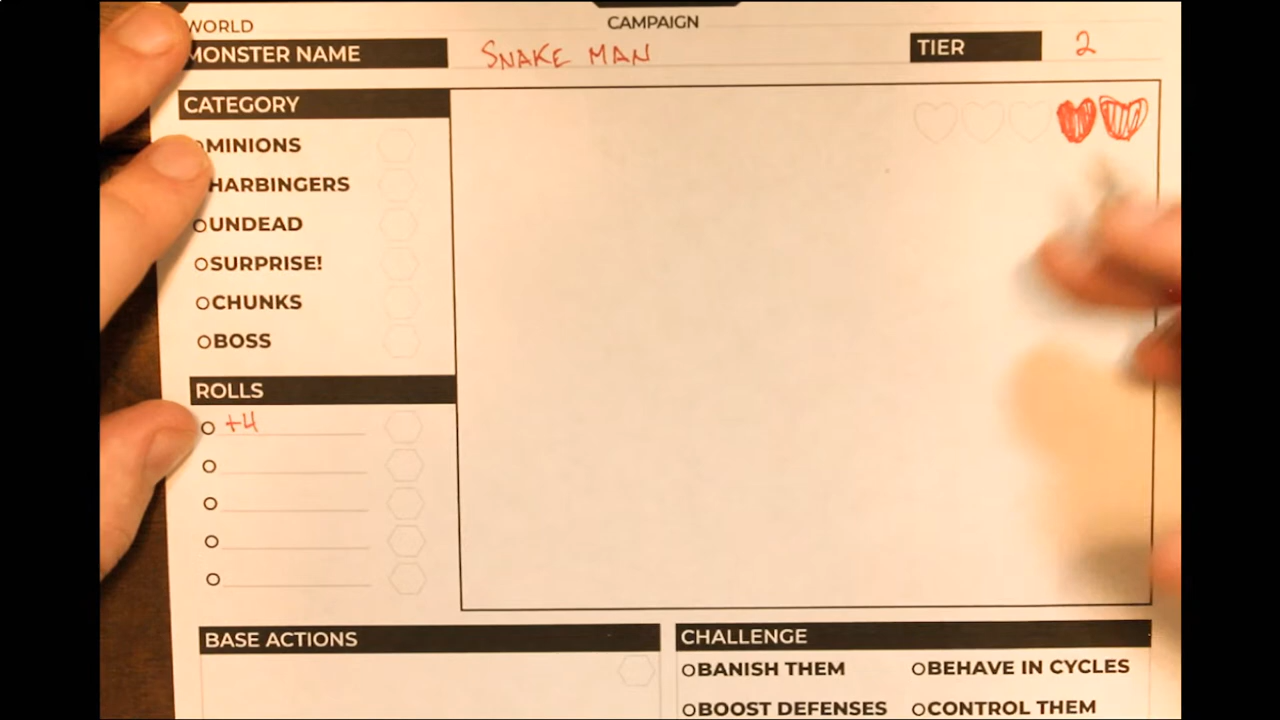 WORLD
CAMPAIGN
MONSTER NAME SNAKE MAN TIER 2
CATEGORY
MINIONS
HARBINGERS
UNDEAD
SURPRISE!
CHUNKS
BOSS
ROLLS
+4
BASE ACTIONS
CHALLENGE
BANISH THEM BEHAVE IN CYCLES
BOOST DEFENSES CONTROL THEM